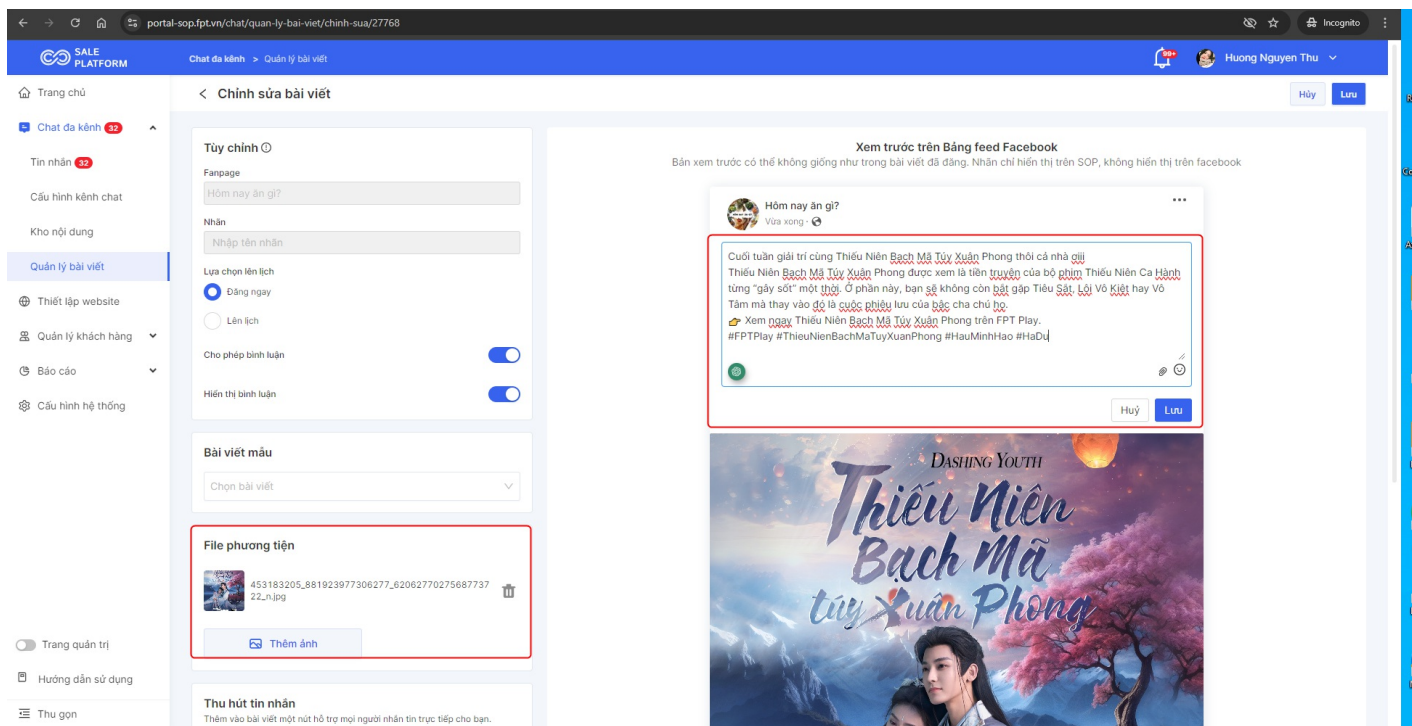 portal-sop.fpt.vn/chat/quan-ly-bai-viet/chinh-sua/27768
Incognito
SALE
PLATFORM
Chat đa kênh > Quản lý bài viết
99+
Huong Nguyen Thu
Trang chủ
Chỉnh sửa bài viết
Hủy
Lưu
Chat đa kênh 32
Tin nhắn 32
Cấu hình kênh chat
Kho nội dung
Quản lý bài viết
Thiết lập website
Quản lý khách hàng
Báo cáo
Cấu hình hệ thống
Trang quản trị
Hướng dẫn sử dụng
Thu gọn
Tùy chỉnh
Fanpage
Hôm nay ăn gì?
Nhãn
Nhập tên nhãn
Lựa chọn lên lịch
Đăng ngay
Lên lịch
Cho phép bình luận
Hiển thị bình luận
Bài viết mẫu
Chọn bài viết
File phương tiện
453183205_881923977306277_62062770275687737
22_n.jpg
Thêm ảnh
Thu hút tin nhắn
Thêm vào bài viết một nút hỗ trợ mọi người nhắn tin trực tiếp cho bạn.
Xem trước trên Bảng feed Facebook
Bản xem trước có thể không giống như trong bài viết đã đăng. Nhãn chỉ hiển thị trên SOP, không hiển thị trên facebook
Hôm nay ăn gì?
Vừa xong
Cuối tuần giải trí cùng Thiếu Niên Bạch Mã Túy Xuân Phong thôi cả nhà ơiii
Thiếu Niên Bạch Mã Túy Xuân Phong được xem là tiền truyện của bộ phim Thiếu Niên Ca Hành
từng "gây sốt" một thời. Ở phần này, bạn sẽ không còn bắt gặp Tiêu Sắt, Lôi Vô Kiệt hay Vô
Tâm mà thay vào đó là cuộc phiêu lưu của bậc cha chú họ.
👉 Xem ngay Thiếu Niên Bạch Mã Túy Xuân Phong trên FPT Play.
#FPTPlay #ThieuNienBachMaTuyXuanPhong #HauMinhHao #HaDu
Huỷ
Lưu
DASHING YOUTH
Thiếu Niên
Bạch Mã
túy Xuân Phong